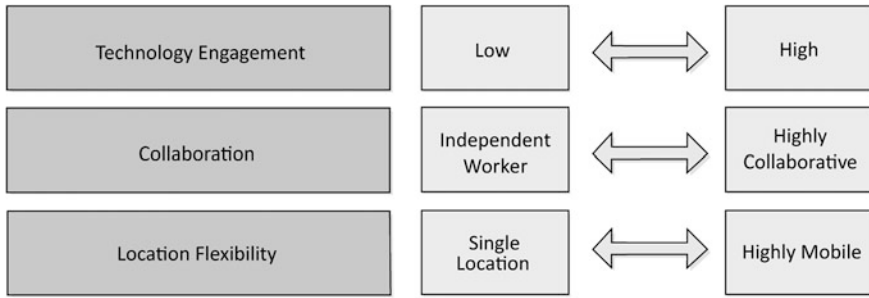 Technology Engagement
Low
High
Collaboration
Independent
Worker
Highly
Collaborative
Location Flexibility
Single
Location
Highly Mobile